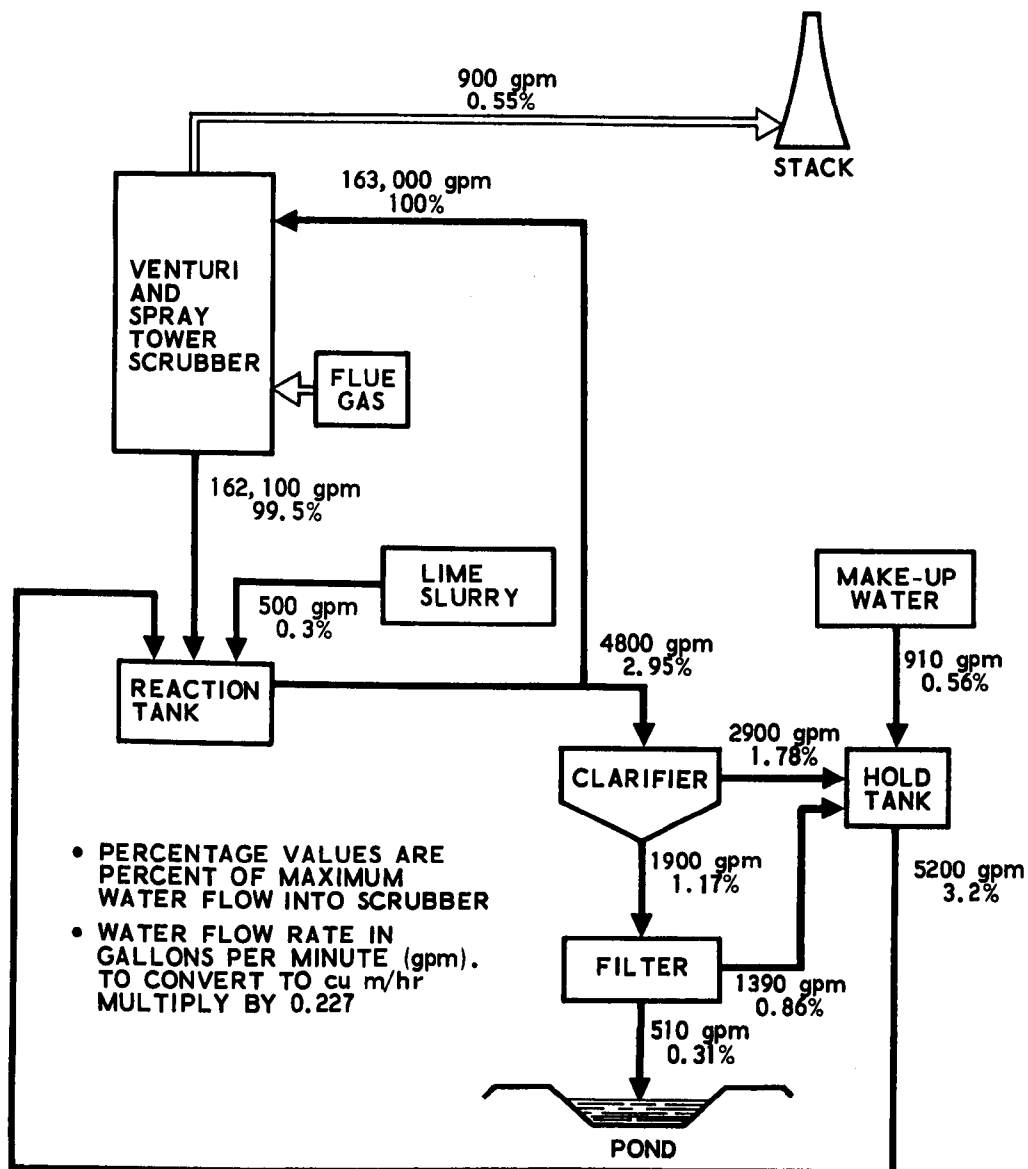 900 gpm
0.55%
STACK
163,000 gpm
100%
VENTURI
AND
SPRAY
TOWER
SCRUBBER
FLUE
GAS
162,100 gpm
99.5%
LIME
SLURRY
500 gpm
0.3%
MAKE-UP
WATER
REACTION
TANK
4800 gpm
2.95%
910 gpm
0.56%
2900 gpm
1.78%
CLARIFIER
HOLD
TANK
1900 gpm
1.17%
5200 gpm
3.2%
• PERCENTAGE VALUES ARE
PERCENT OF MAXIMUM
WATER FLOW INTO SCRUBBER
• WATER FLOW RATE IN
GALLONS PER MINUTE (gpm).
TO CONVERT TO cu m/hr
MULTIPLY BY 0.227
FILTER
1390 gpm
0.86%
510 gpm
0.31%
POND